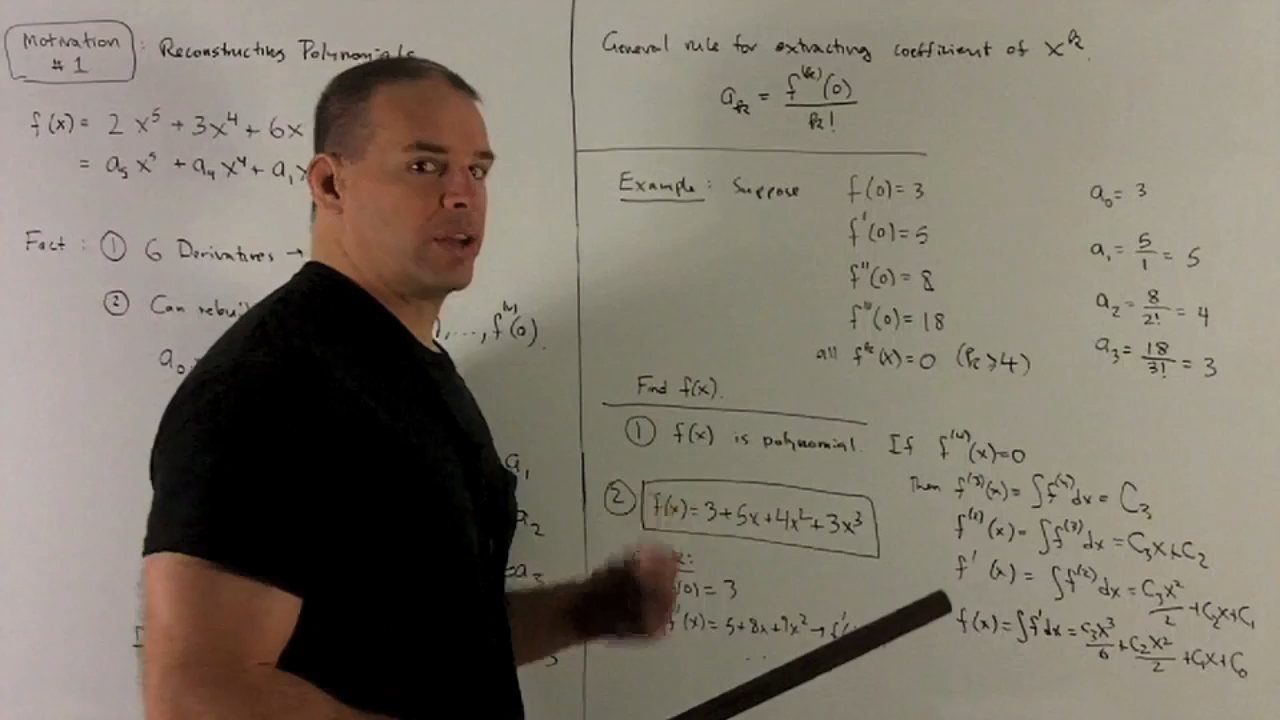 Motivation # 1 : Reconstructing Polynomials
f(x) = 2x⁵ + 3x⁴ + 6x
= a₅x⁵ + a₄x⁴ + a₁x
Fact : ① 6 Derivatives →
② Can rebuil
,..., f⁽ᵛ⁾(0).
a₀
a₁
a₂
=a₃
General rule for extracting coefficient of xᵏ.
aₖ = f⁽ᵏ⁾(0) / k!
Example : Suppose
f(0) = 3
f'(0) = 5
f''(0) = 8
f'''(0) = 18
all fᵏ(x) = 0 (k ≥ 4)
a₀ = 3
a₁ = 5/1 = 5
a₂ = 8/2! = 4
a₃ = 18/3! = 3
Find f(x).
① f(x) is polynomial. If f⁽⁴⁾(x)=0
Then f⁽³⁾(x) = ∫f⁽⁴⁾dx = C₃
f⁽²⁾(x) = ∫f⁽³⁾dx = C₃x + C₂
f'(x) = ∫f⁽²⁾dx = C₃x²/2 + C₂x + C₁
f(x) = ∫f'dx = C₃x³/6 + C₂x²/2 + C₁x + C₀
② f(x) = 3 + 5x + 4x² + 3x³
(0) = 3
f'(x) = 5 + 8x + 9x² → f'
...